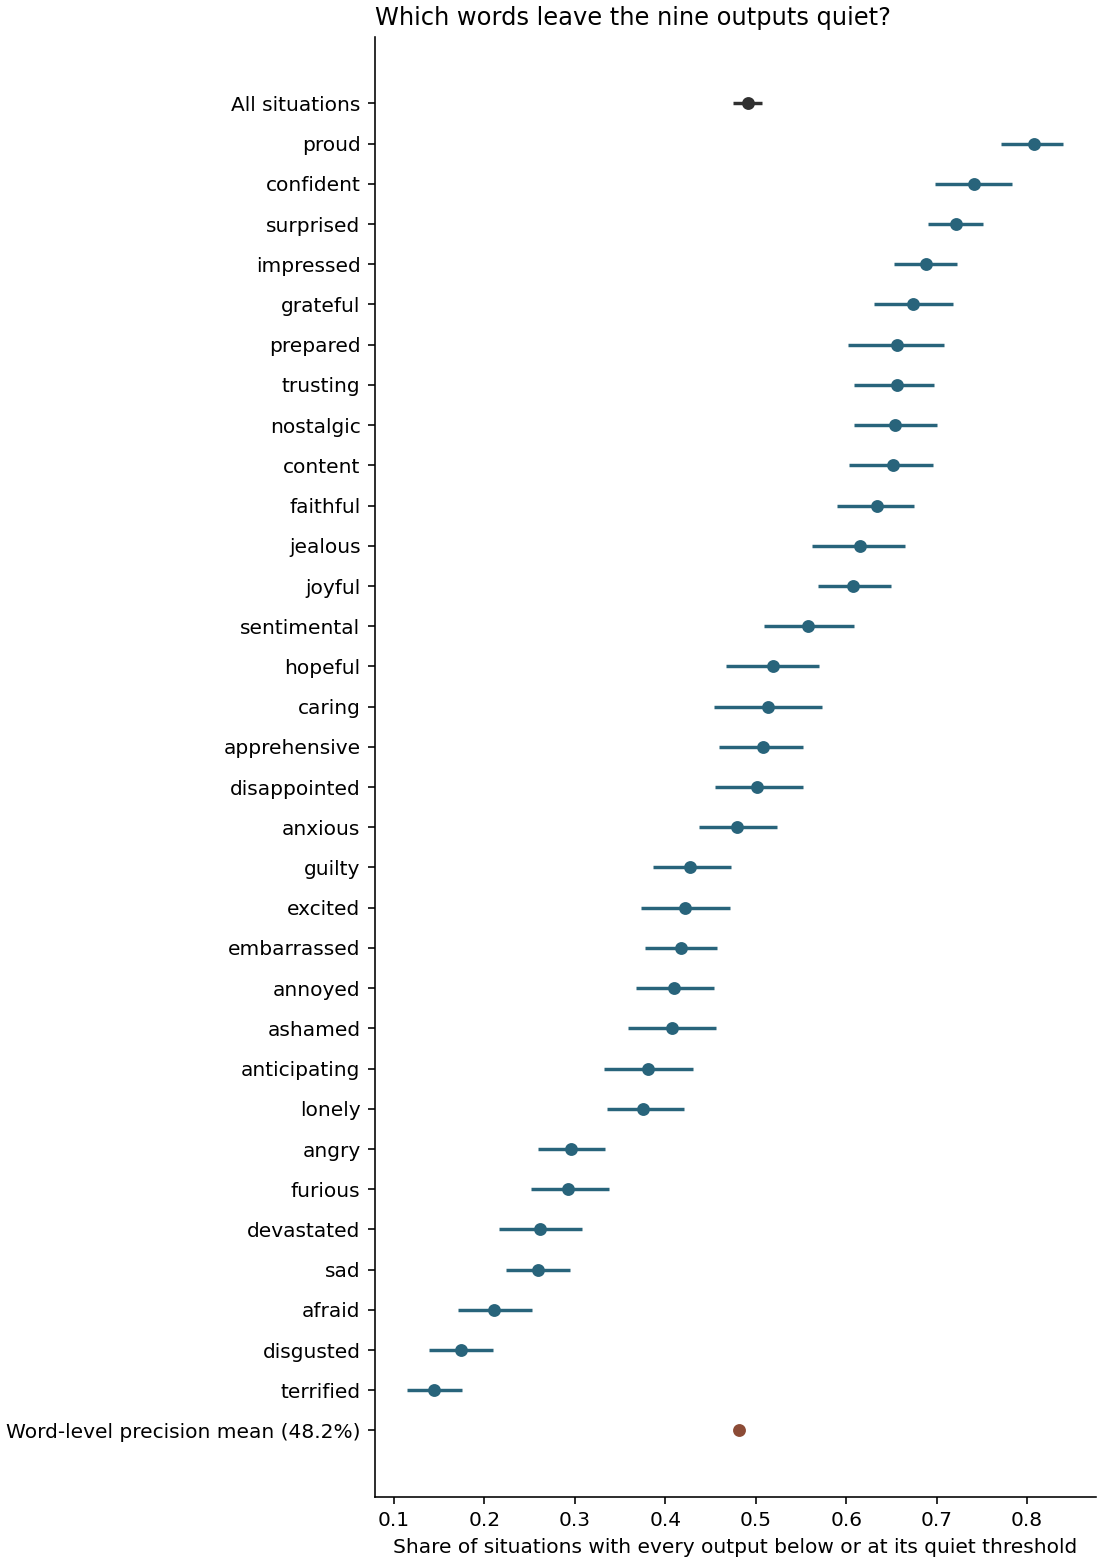 Which words leave the nine outputs quiet?
All situations
proud
confident
surprised
impressed
grateful
prepared
trusting
nostalgic
content
faithful
jealous
joyful
sentimental
hopeful
caring
apprehensive
disappointed
anxious
guilty
excited
embarrassed
annoyed
ashamed
anticipating
lonely
angry
furious
devastated
sad
afraid
disgusted
terrified
Word-level precision mean (48.2%)
0.1 0.2 0.3 0.4 0.5 0.6 0.7 0.8
Share of situations with every output below or at its quiet threshold